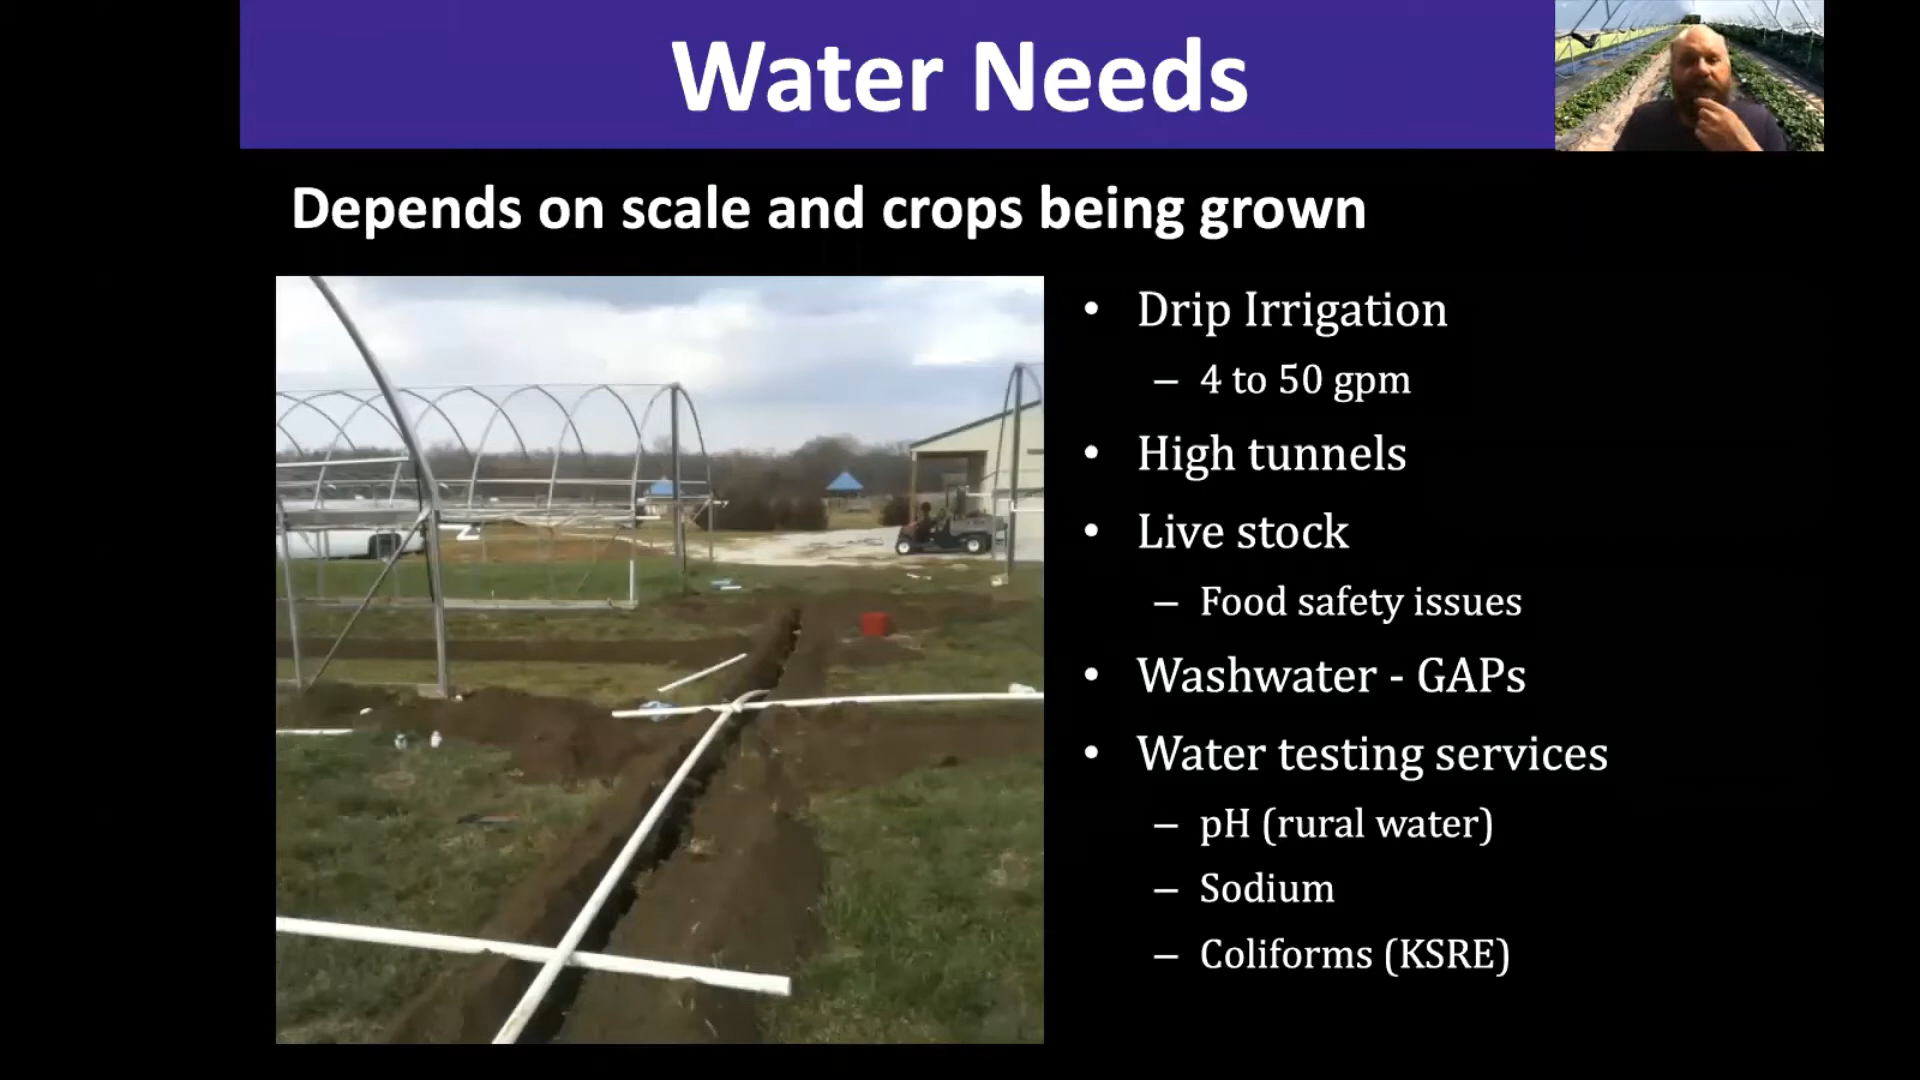 Water Needs
Depends on scale and crops being grown
• Drip Irrigation
– 4 to 50 gpm
• High tunnels
• Live stock
– Food safety issues
• Washwater - GAPs
• Water testing services
– pH (rural water)
– Sodium
– Coliforms (KSRE)